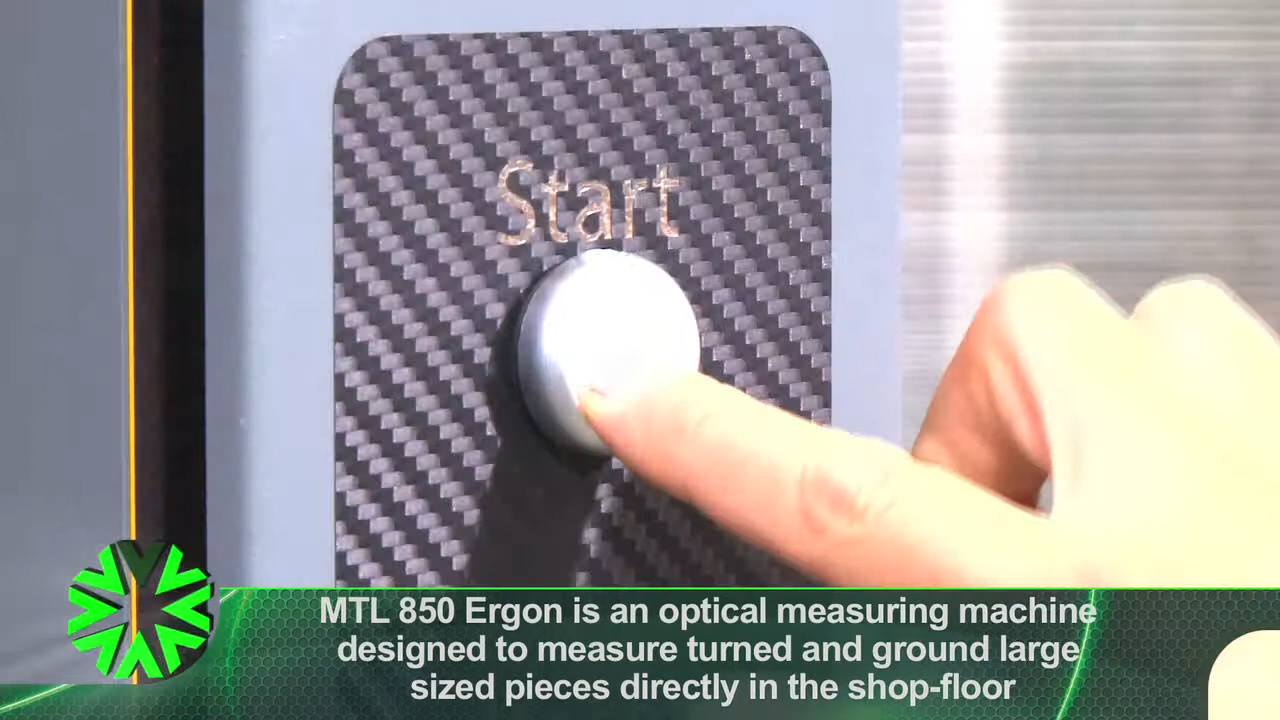 Start
MTL 850 Ergon is an optical measuring machine
designed to measure turned and ground large
sized pieces directly in the shop-floor